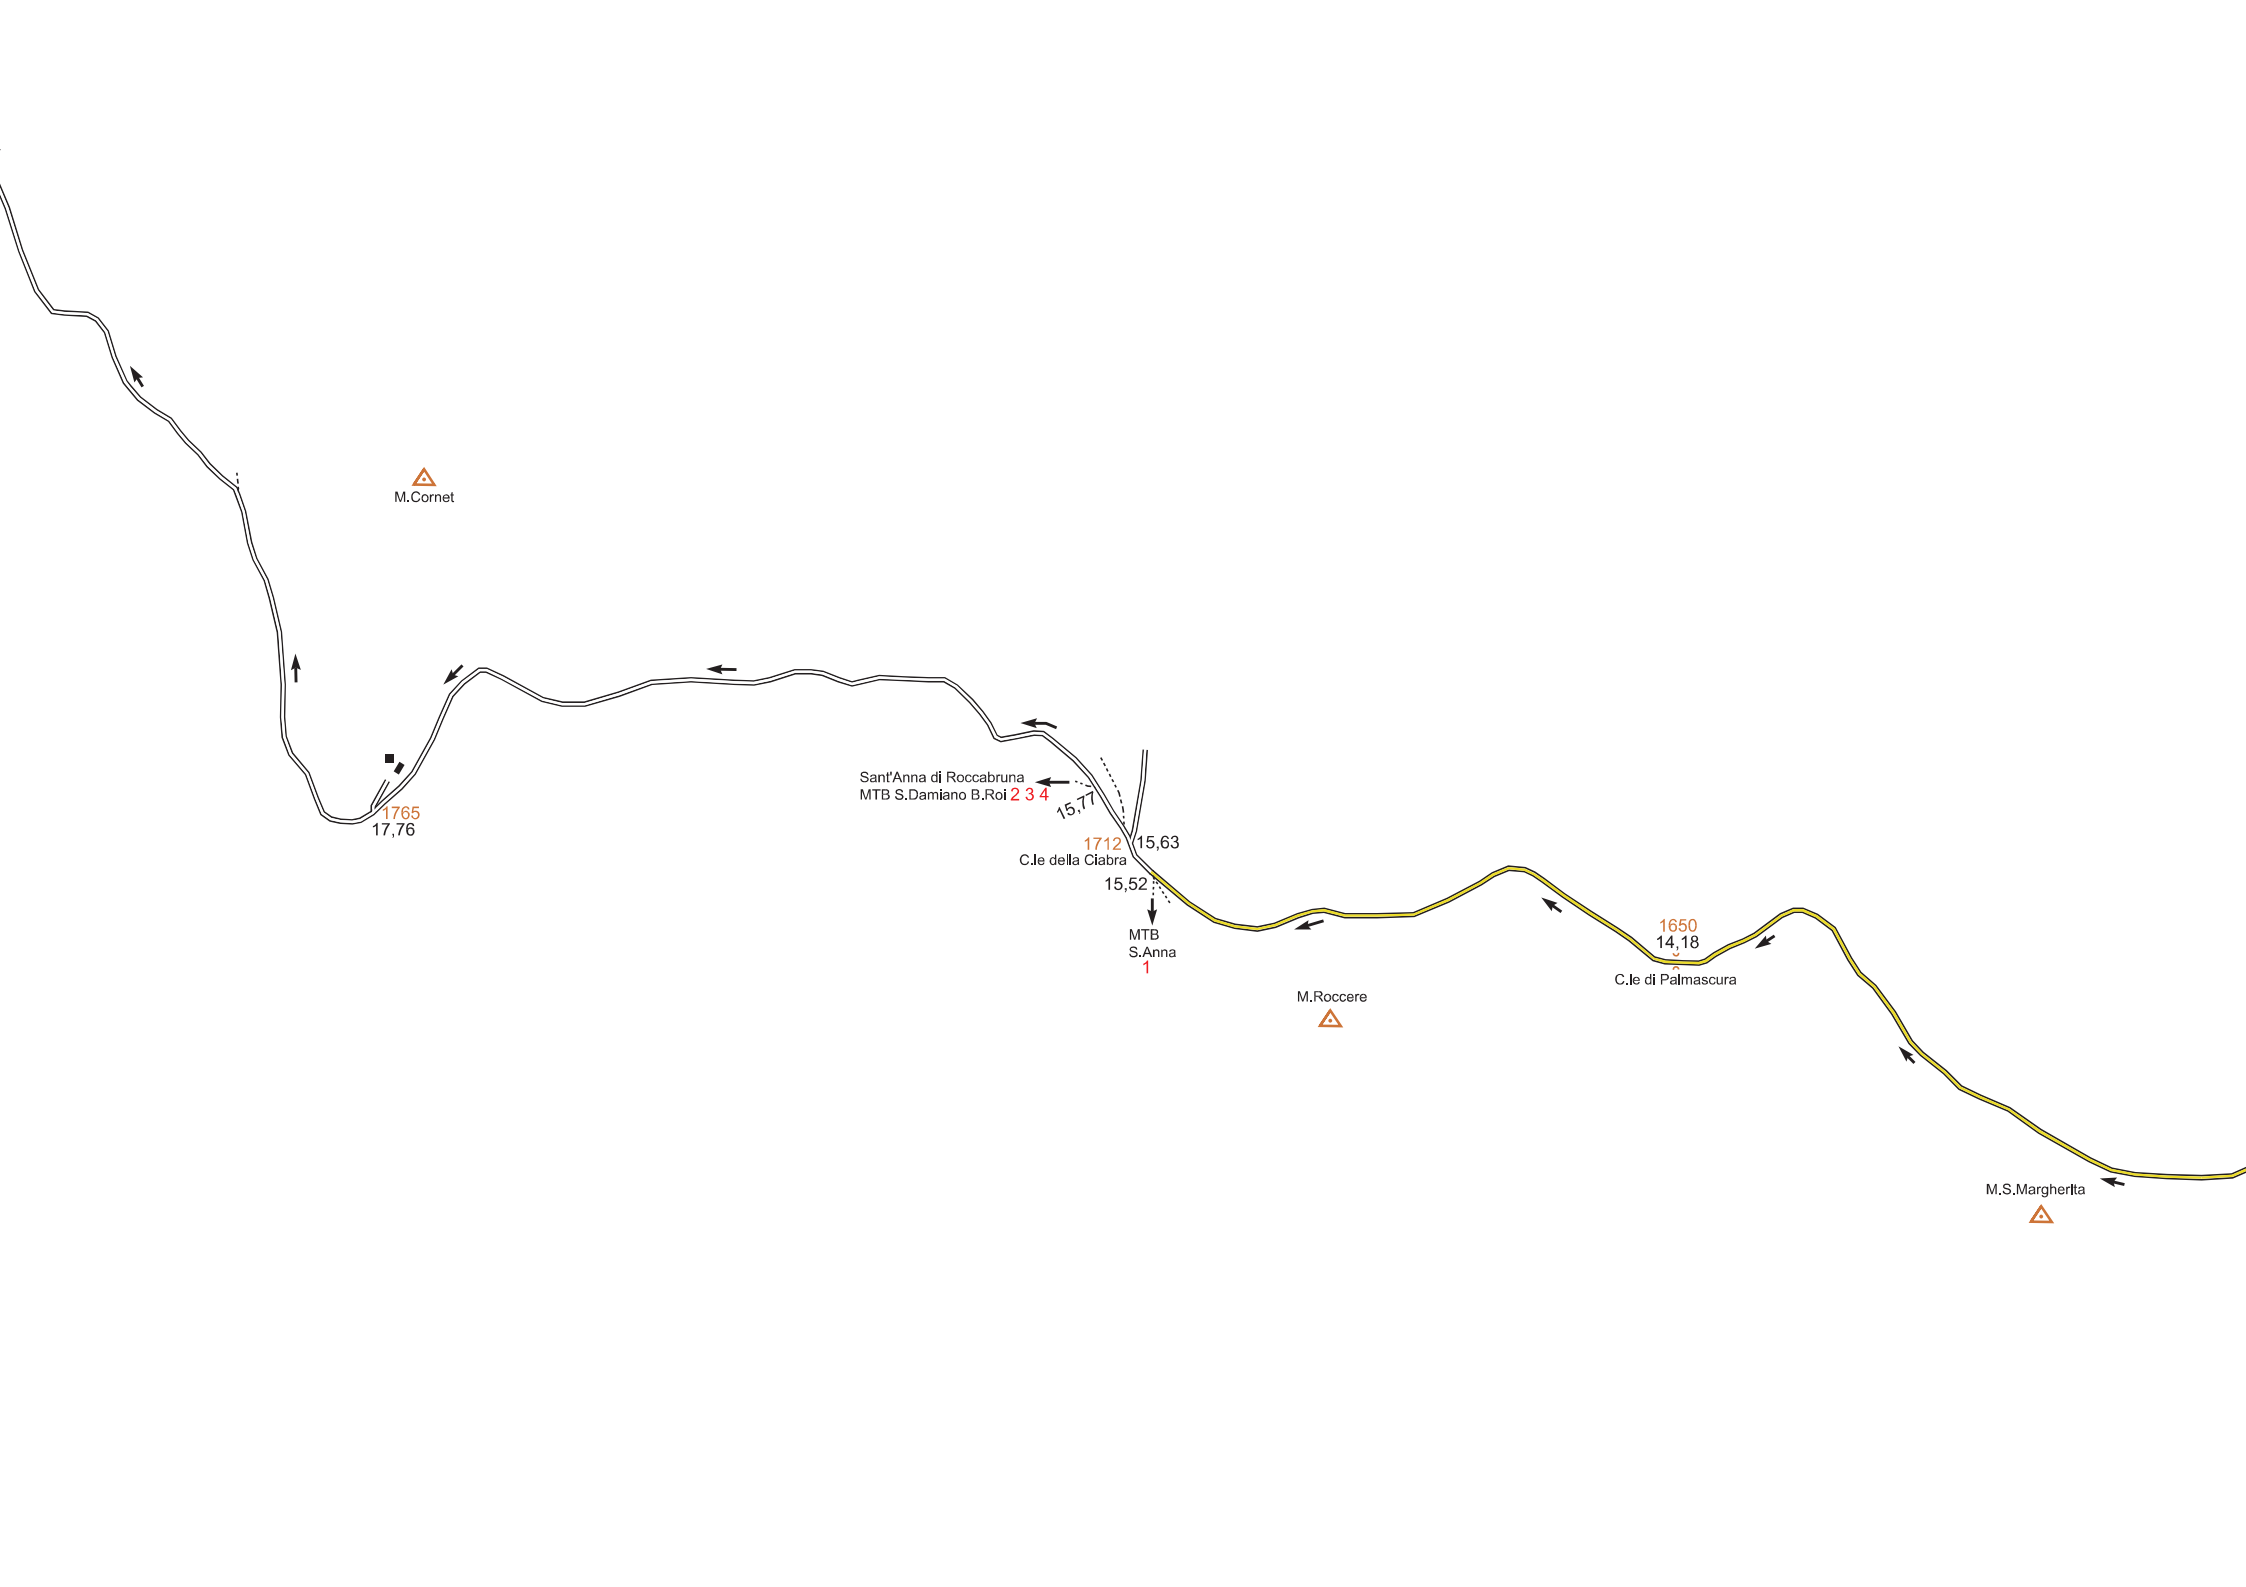 M.Cornet
Sant'Anna di Roccabruna
MTB S.Damiano B.Roi 2 3 4
15,77
1765
17,76
1712
15,63
C.le della Ciabra
15,52
MTB
S.Anna
1
1650
14,18
C.le di Palmascura
M.Roccere
M.S.Margherita